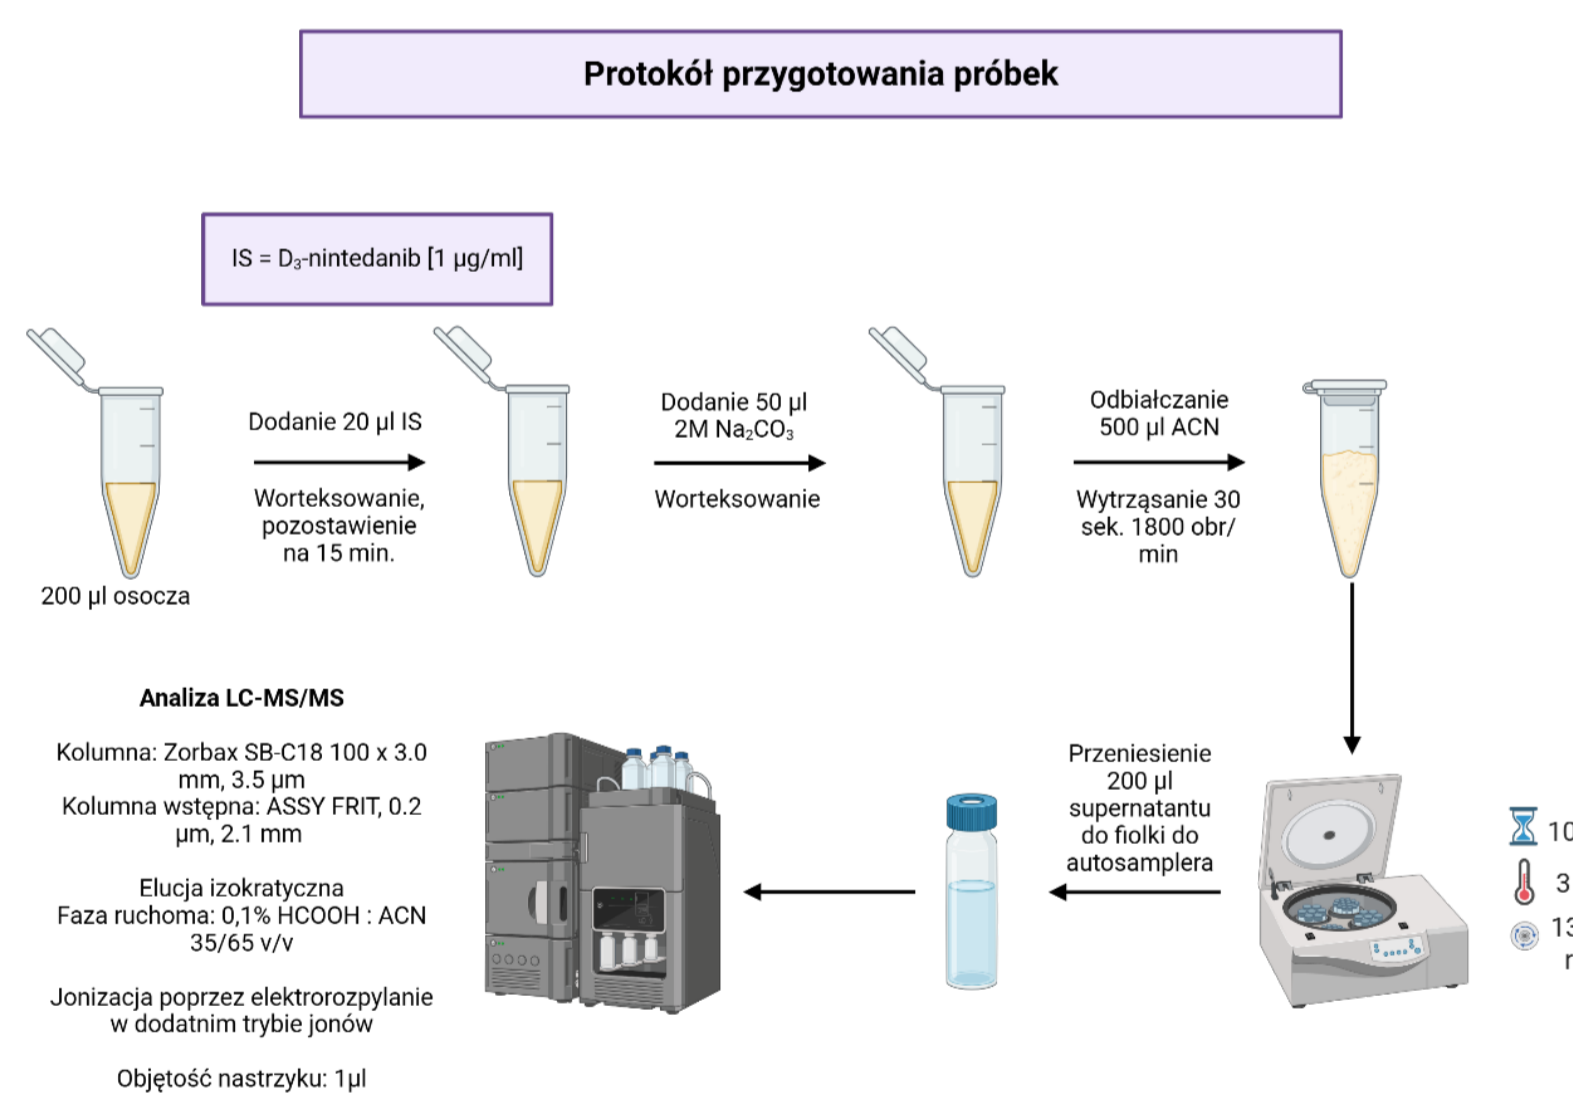 Protokół przygotowania próbek
IS = D₃-nintedanib [1 µg/ml]
Dodanie 20 µl IS
Worteksowanie,
pozostawienie
na 15 min.
200 µl osocza
Dodanie 50 µl
2M Na₂CO₃
Worteksowanie
Odbiałczanie
500 µl ACN
Wytrząsanie 30
sek. 1800 obr/
min
Przeniesienie
200 µl
supernatantu
do fiolki do
autosamplera
Analiza LC-MS/MS
Kolumna: Zorbax SB-C18 100 x 3.0
mm, 3.5 µm
Kolumna wstępna: ASSY FRIT, 0.2
µm, 2.1 mm
Elucja izokratyczna
Faza ruchoma: 0,1% HCOOH : ACN
35/65 v/v
Jonizacja poprzez elektrorozpylanie
w dodatnim trybie jonów
Objętość nastrzyku: 1µl